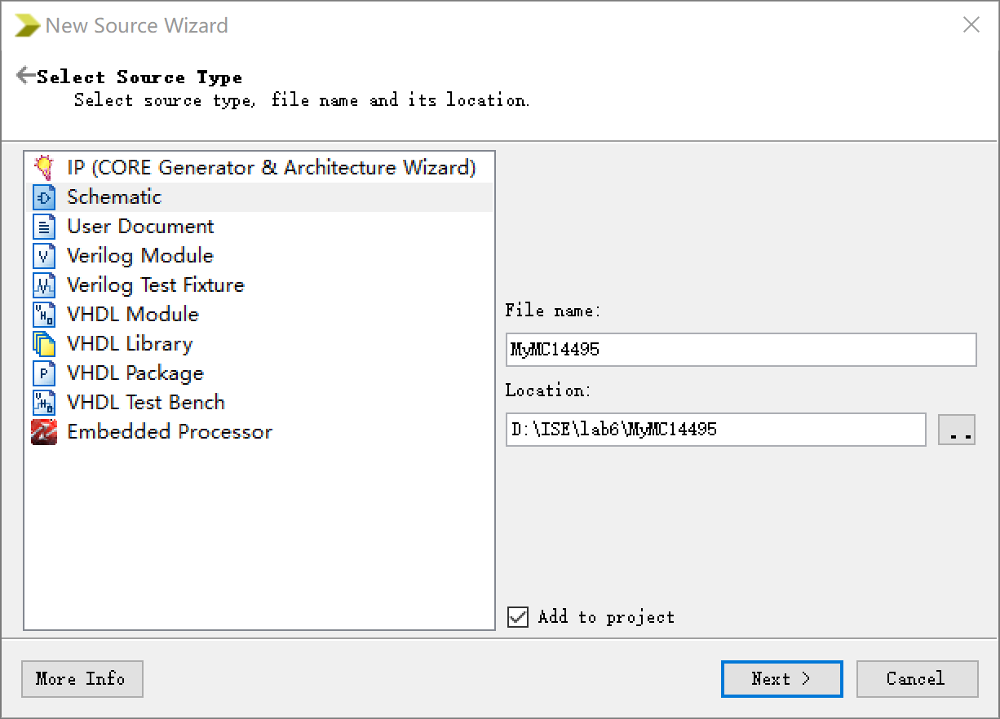 New Source Wizard
Select Source Type
Select source type, file name and its location.
IP (CORE Generator & Architecture Wizard)
Schematic
User Document
Verilog Module
Verilog Test Fixture
VHDL Module
VHDL Library
VHDL Package
VHDL Test Bench
Embedded Processor
File name:
MyMC14495
Location:
D:\ISE\lab6\MyMC14495
..
Add to project
More Info
Next >
Cancel